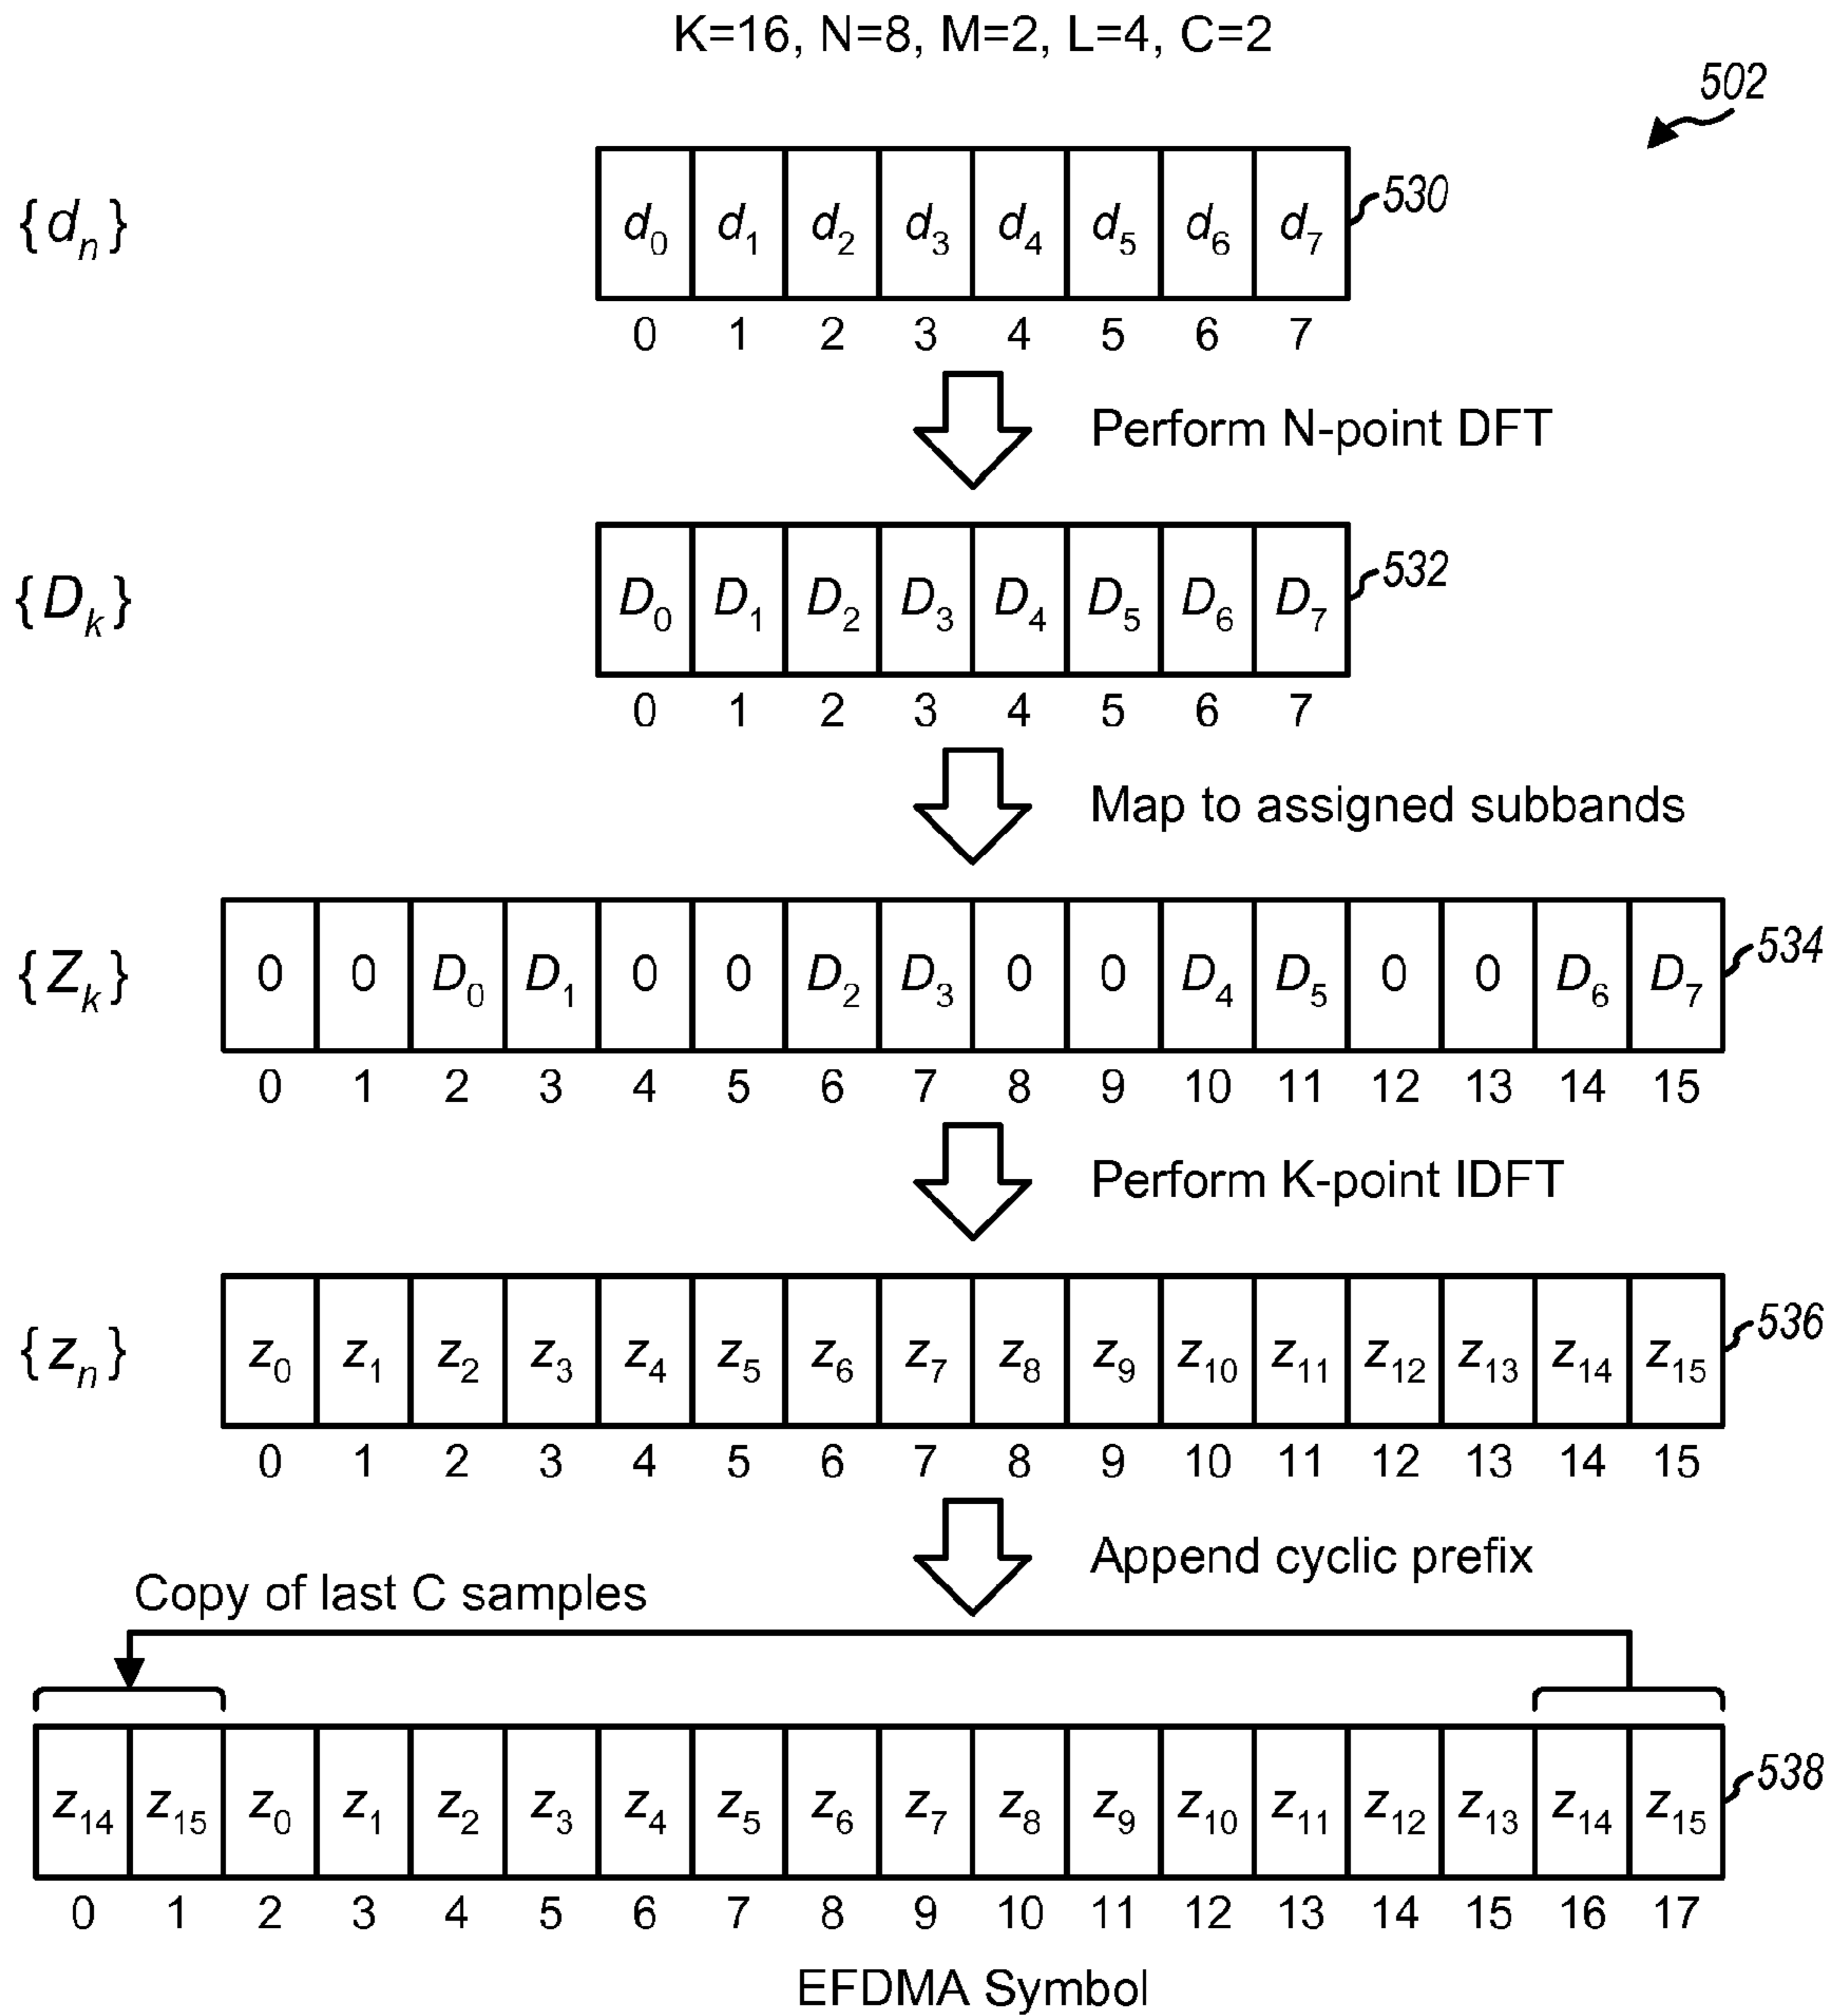 K=16, N=8, M=2, L=4, C=2
502
{dₙ} d₀ d₁ d₂ d₃ d₄ d₅ d₆ d₇ 530
0 1 2 3 4 5 6 7
Perform N-point DFT
{Dₖ} D₀ D₁ D₂ D₃ D₄ D₅ D₆ D₇ 532
0 1 2 3 4 5 6 7
Map to assigned subbands
{Zₖ} 0 0 D₀ D₁ 0 0 D₂ D₃ 0 0 D₄ D₅ 0 0 D₆ D₇ 534
0 1 2 3 4 5 6 7 8 9 10 11 12 13 14 15
Perform K-point IDFT
{zₙ} z₀ z₁ z₂ z₃ z₄ z₅ z₆ z₇ z₈ z₉ z₁₀ z₁₁ z₁₂ z₁₃ z₁₄ z₁₅ 536
0 1 2 3 4 5 6 7 8 9 10 11 12 13 14 15
Append cyclic prefix
Copy of last C samples
z₁₄ z₁₅ z₀ z₁ z₂ z₃ z₄ z₅ z₆ z₇ z₈ z₉ z₁₀ z₁₁ z₁₂ z₁₃ z₁₄ z₁₅ 538
0 1 2 3 4 5 6 7 8 9 10 11 12 13 14 15 16 17
EFDMA Symbol